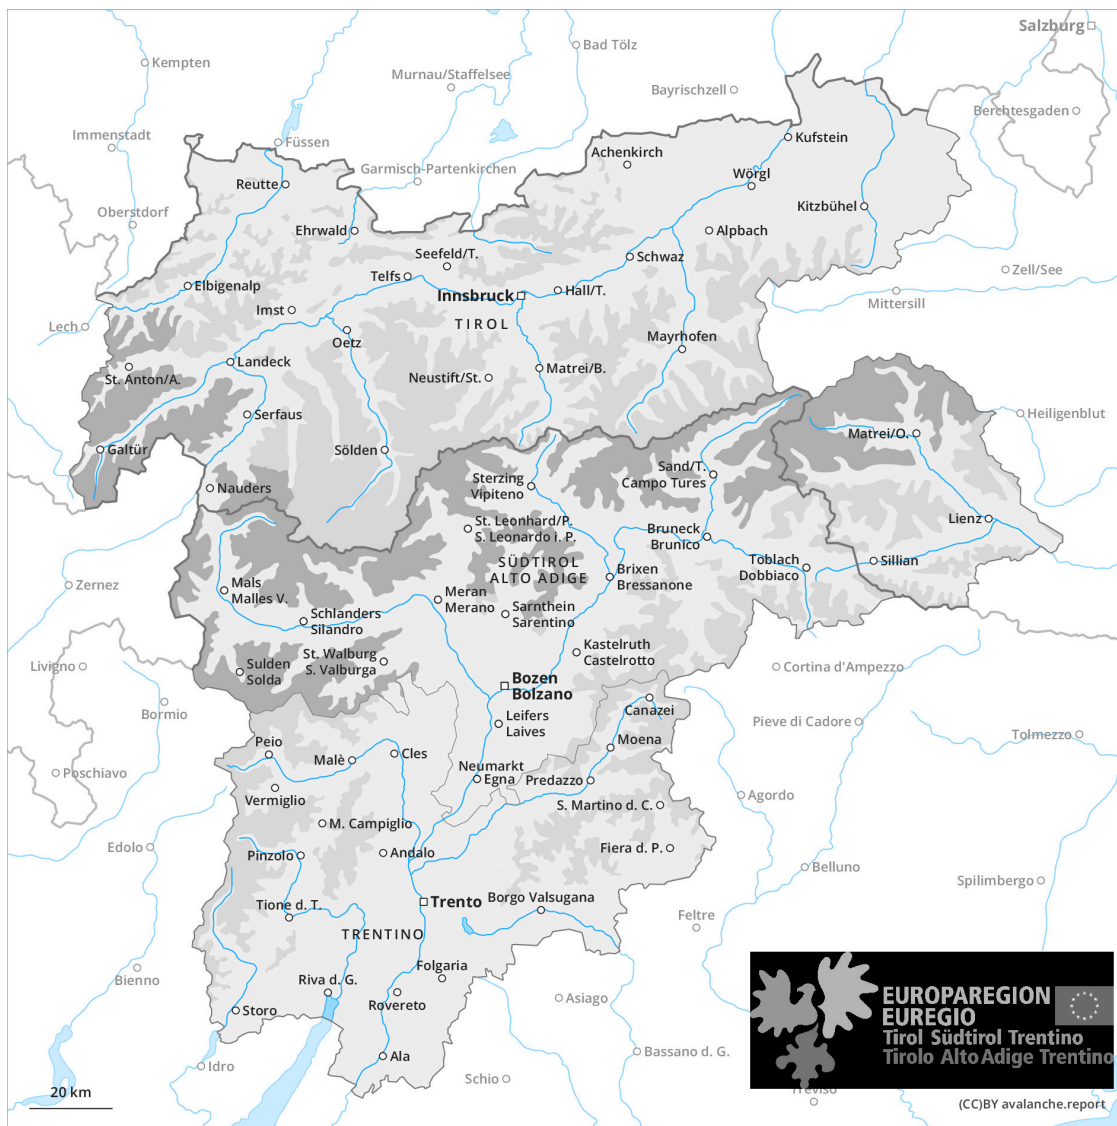 Salzburg
Bad Tölz
Kempten
Murnau/Staffelsee
Bayrischzell
Berchtesgaden
Immenstadt
Füssen
Kufstein
Achenkirch
Garmisch-Partenkirchen
Wörgl
Reutte
Kitzbühel
Oberstdorf
Ehrwald
Alpbach
Seefeld/T.
Schwaz
Zell/See
Telfs
Elbigenalp
Hall/T.
Innsbruck
Mittersill
Imst
TIROL
Lech
Oetz
Mayrhofen
Landeck
Matrei/B.
St. Anton/A.
Neustift/St.
Serfaus
Heiligenblut
Matrei/O.
Galtür
Sölden
Sand/T.
Campo Tures
Sterzing
Vipiteno
Nauders
Lienz
St. Leonhard/P.
S. Leonardo i. P.
Bruneck
Brunico
SÜDTIROL
ALTO ADIGE
Toblach
Dobbiaco
Sillian
Brixen
Bressanone
Zernez
Mals
Malles V.
Meran
Merano
Schlanders
Silandro
Sarnthein
Sarentino
Kastelruth
Castelrotto
St. Walburg
S. Valburga
Livigno
Sulden
Solda
Cortina d'Ampezzo
Bozen
Bolzano
Bormio
Canazei
Leifers
Laives
Pieve di Cadore
Tolmezzo
Moena
Peio
Malè
Cles
Poschiavo
Neumarkt
Egna
Predazzo
Vermiglio
Agordo
S. Martino d. C.
M. Campiglio
Edolo
Pinzolo
Andalo
Fiera d. P.
Belluno
Spilimbergo
Trento
Borgo Valsugana
Tione d. T.
Feltre
TRENTINO
Bienno
Folgaria
Riva d. G.
Rovereto
Asiago
Storo
EUROPAREGION
EUREGIO
Tirol Südtirol Trentino
Tirolo Alto Adige Trentino
Ala
Bassano d. G.
Idro
Schio
20 km
Treviso
(CC)BY avalanche.report